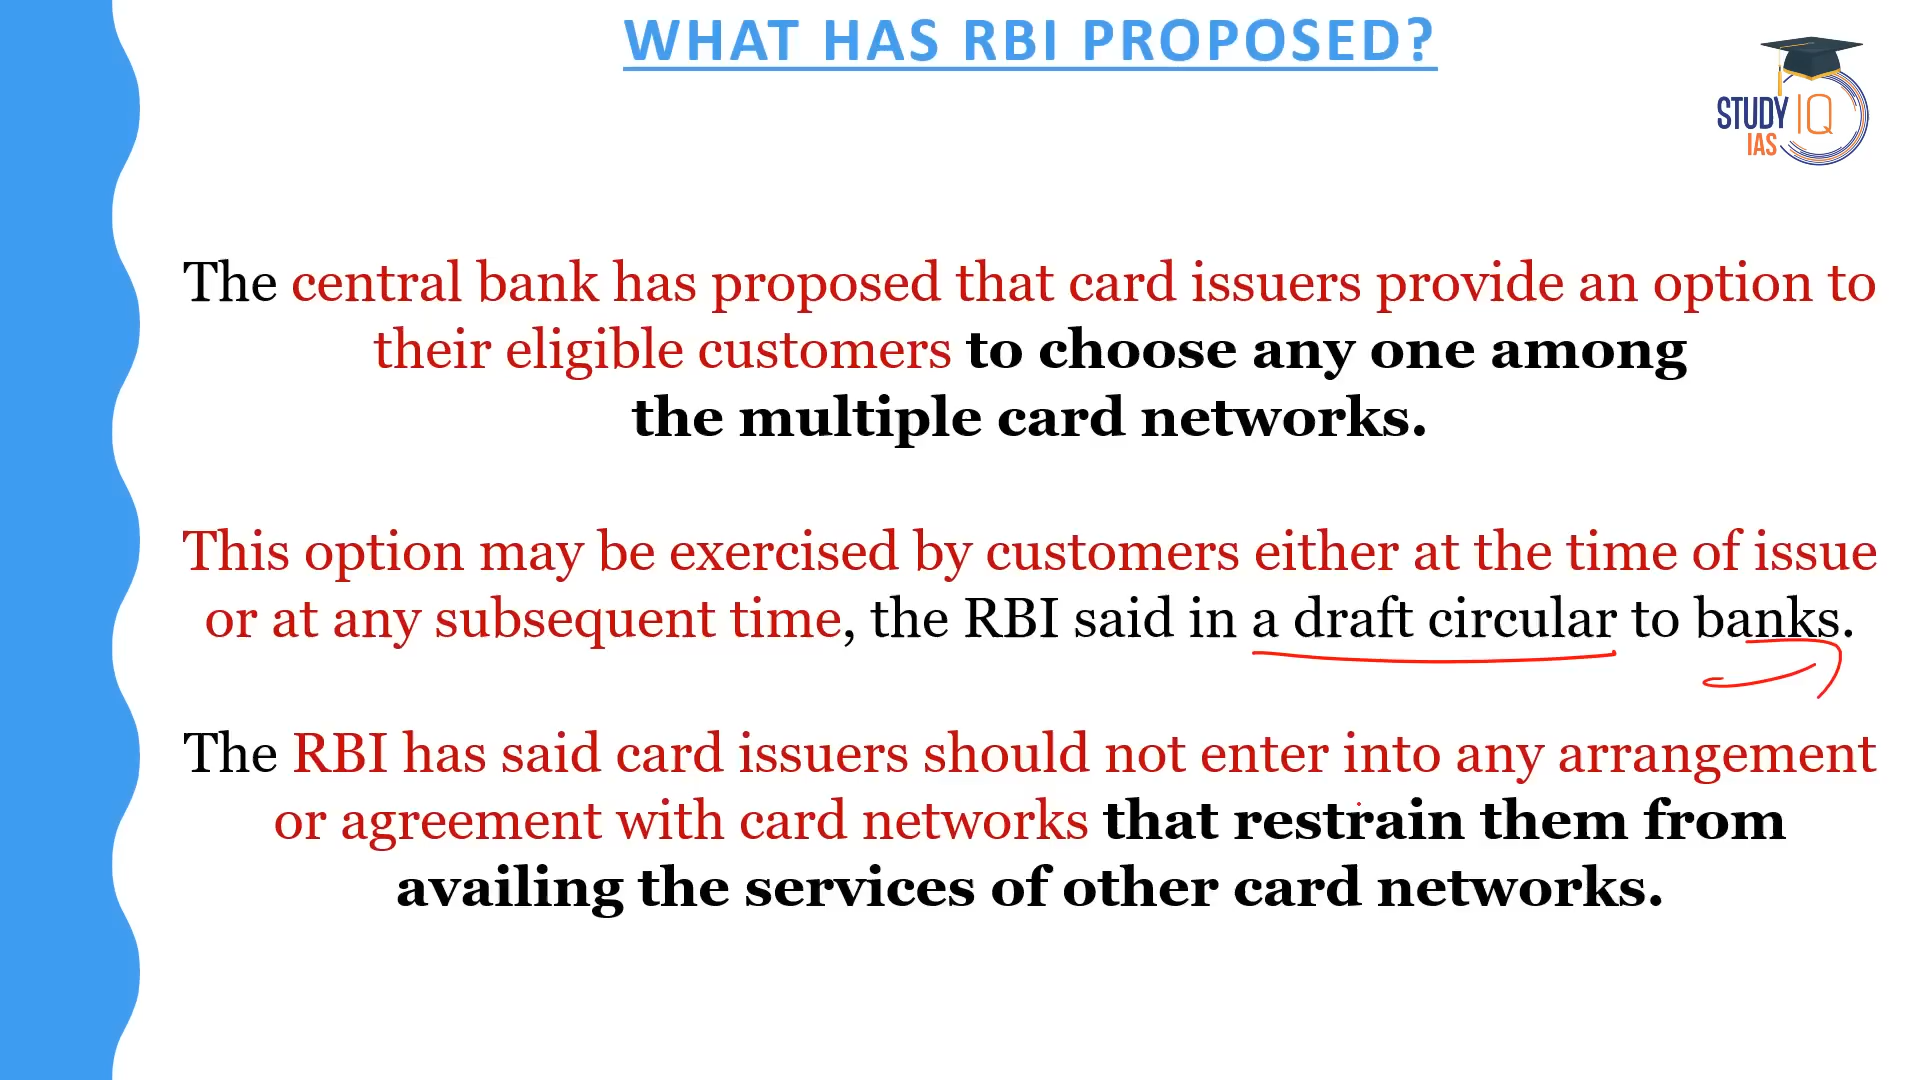 WHAT HAS RBI PROPOSED?
STUDY IQ
IAS
The central bank has proposed that card issuers provide an option to
their eligible customers to choose any one among
the multiple card networks.
This option may be exercised by customers either at the time of issue
or at any subsequent time, the RBI said in a draft circular to banks.
The RBI has said card issuers should not enter into any arrangement
or agreement with card networks that restrain them from
availing the services of other card networks.